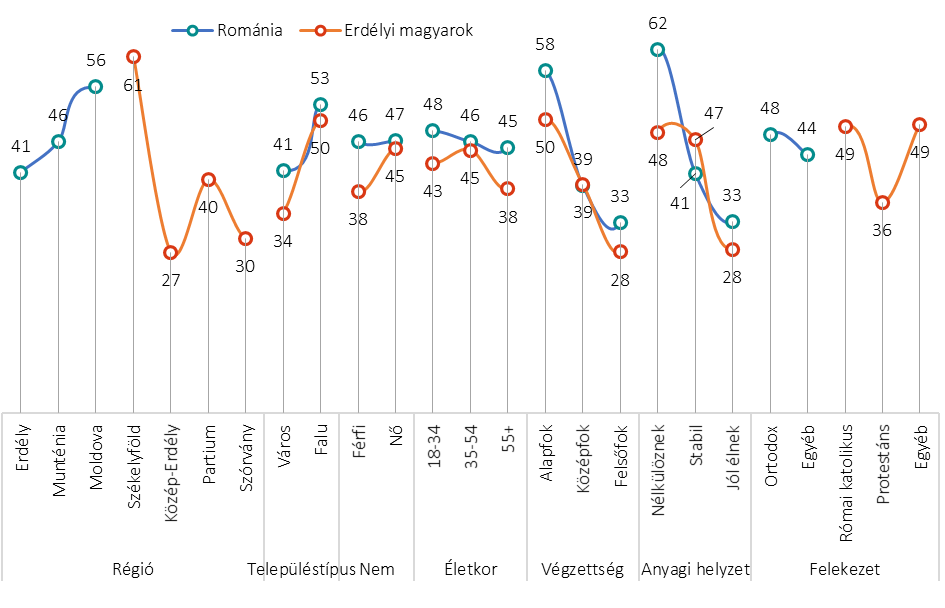 Románia Erdélyi magyarok
41 46 56 61 27 40 30
41 53 34 50
46 47 38 45
48 46 45 43 45 38
58 39 33 50 39 28
62 41 33 48 47 28
48 44 49 36 49
Erdély
Munténia
Moldova
Székelyföld
Közép-Erdély
Partium
Szórvány
Város
Falu
Férfi
Nő
18-34
35-54
55+
Alapfok
Középfok
Felsőfok
Nélkülöznek
Stabil
Jól élnek
Ortodox
Egyéb
Római katolikus
Protestáns
Egyéb
Régió Településtípus Nem Életkor Végzettség Anyagi helyzet Felekezet